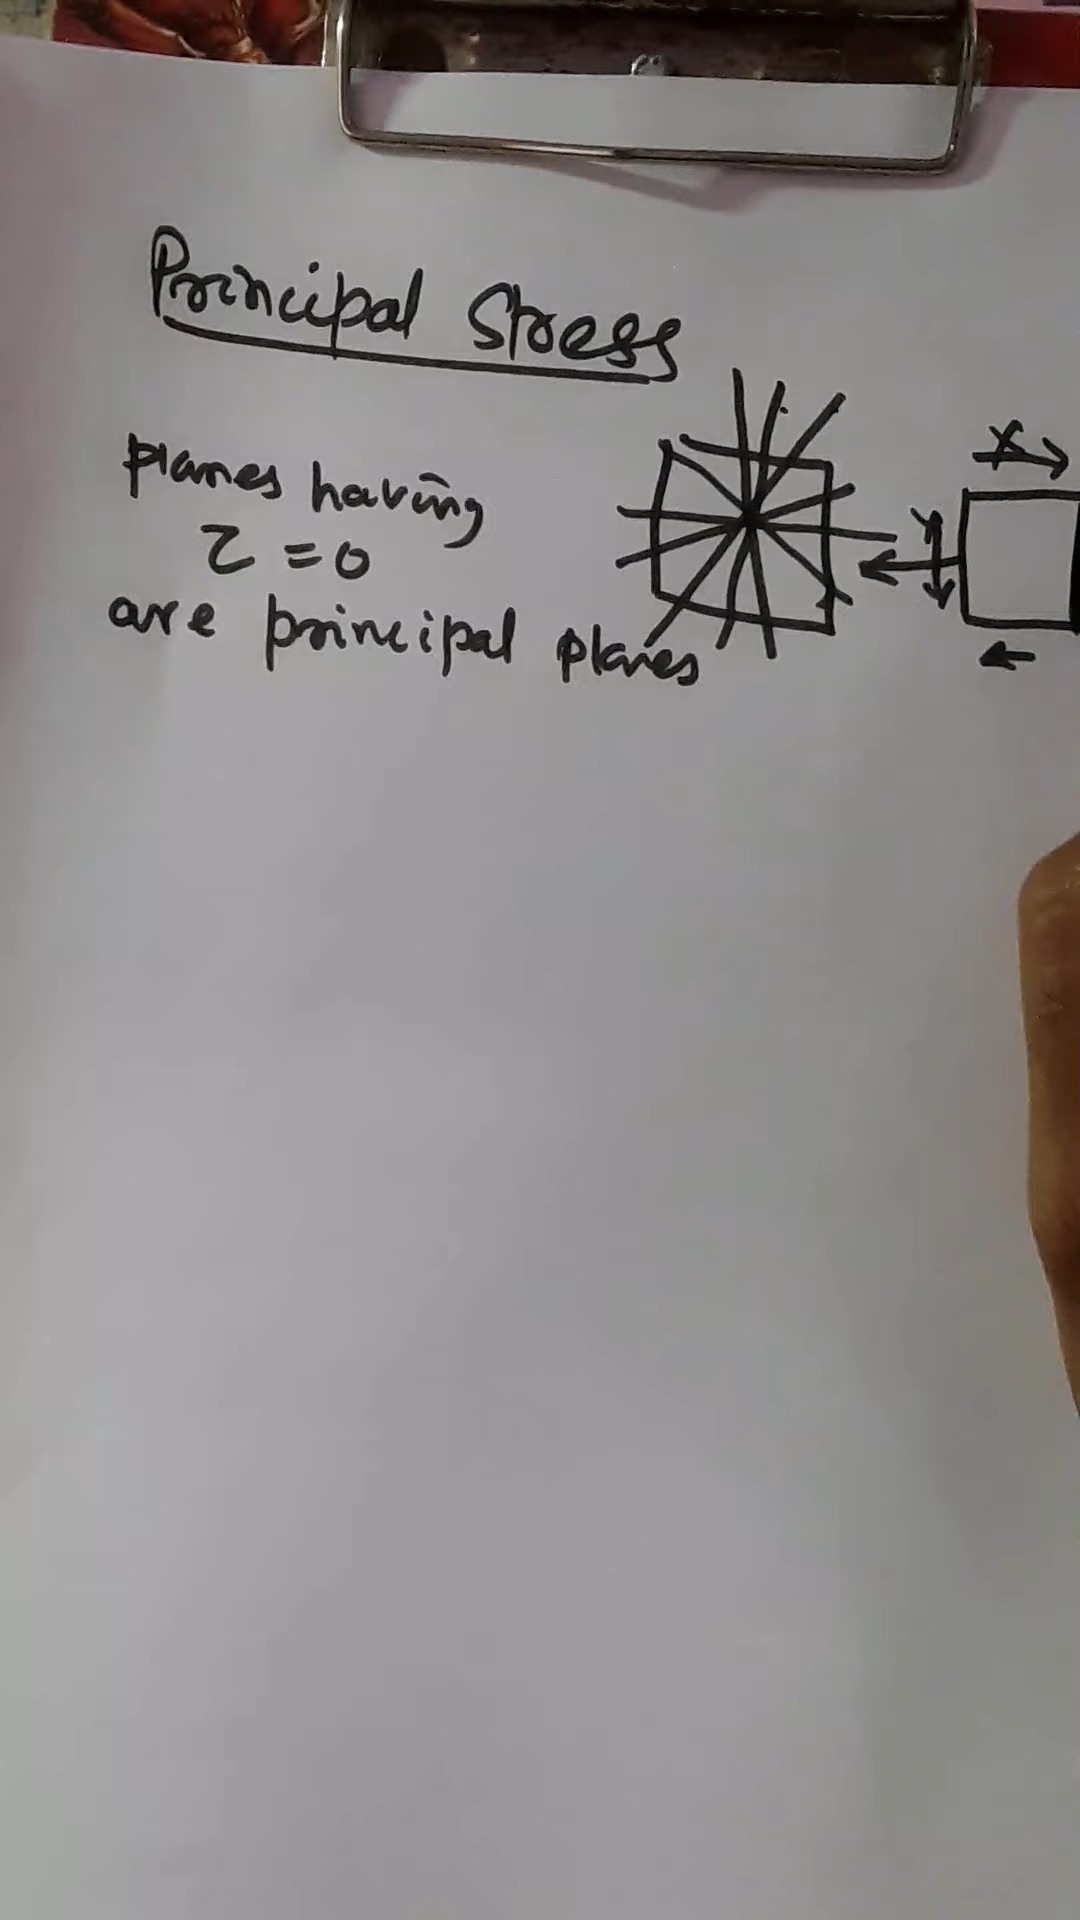 Principal Stress
planes having
τ = 0
are principal planes